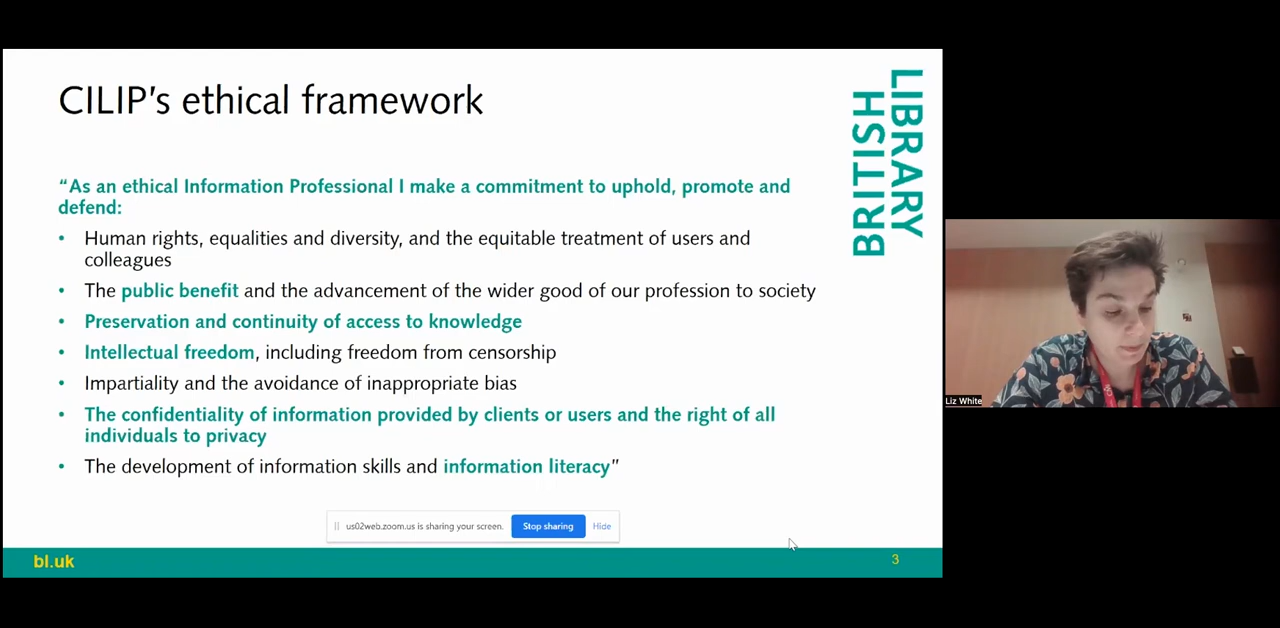 CILIP's ethical framework
BRITISH
LIBRARY
“As an ethical Information Professional I make a commitment to uphold, promote and
defend:
• Human rights, equalities and diversity, and the equitable treatment of users and
colleagues
• The public benefit and the advancement of the wider good of our profession to society
• Preservation and continuity of access to knowledge
• Intellectual freedom, including freedom from censorship
• Impartiality and the avoidance of inappropriate bias
• The confidentiality of information provided by clients or users and the right of all
individuals to privacy
• The development of information skills and information literacy”
us02web.zoom.us is sharing your screen. Stop sharing Hide
bl.uk 3
Liz White